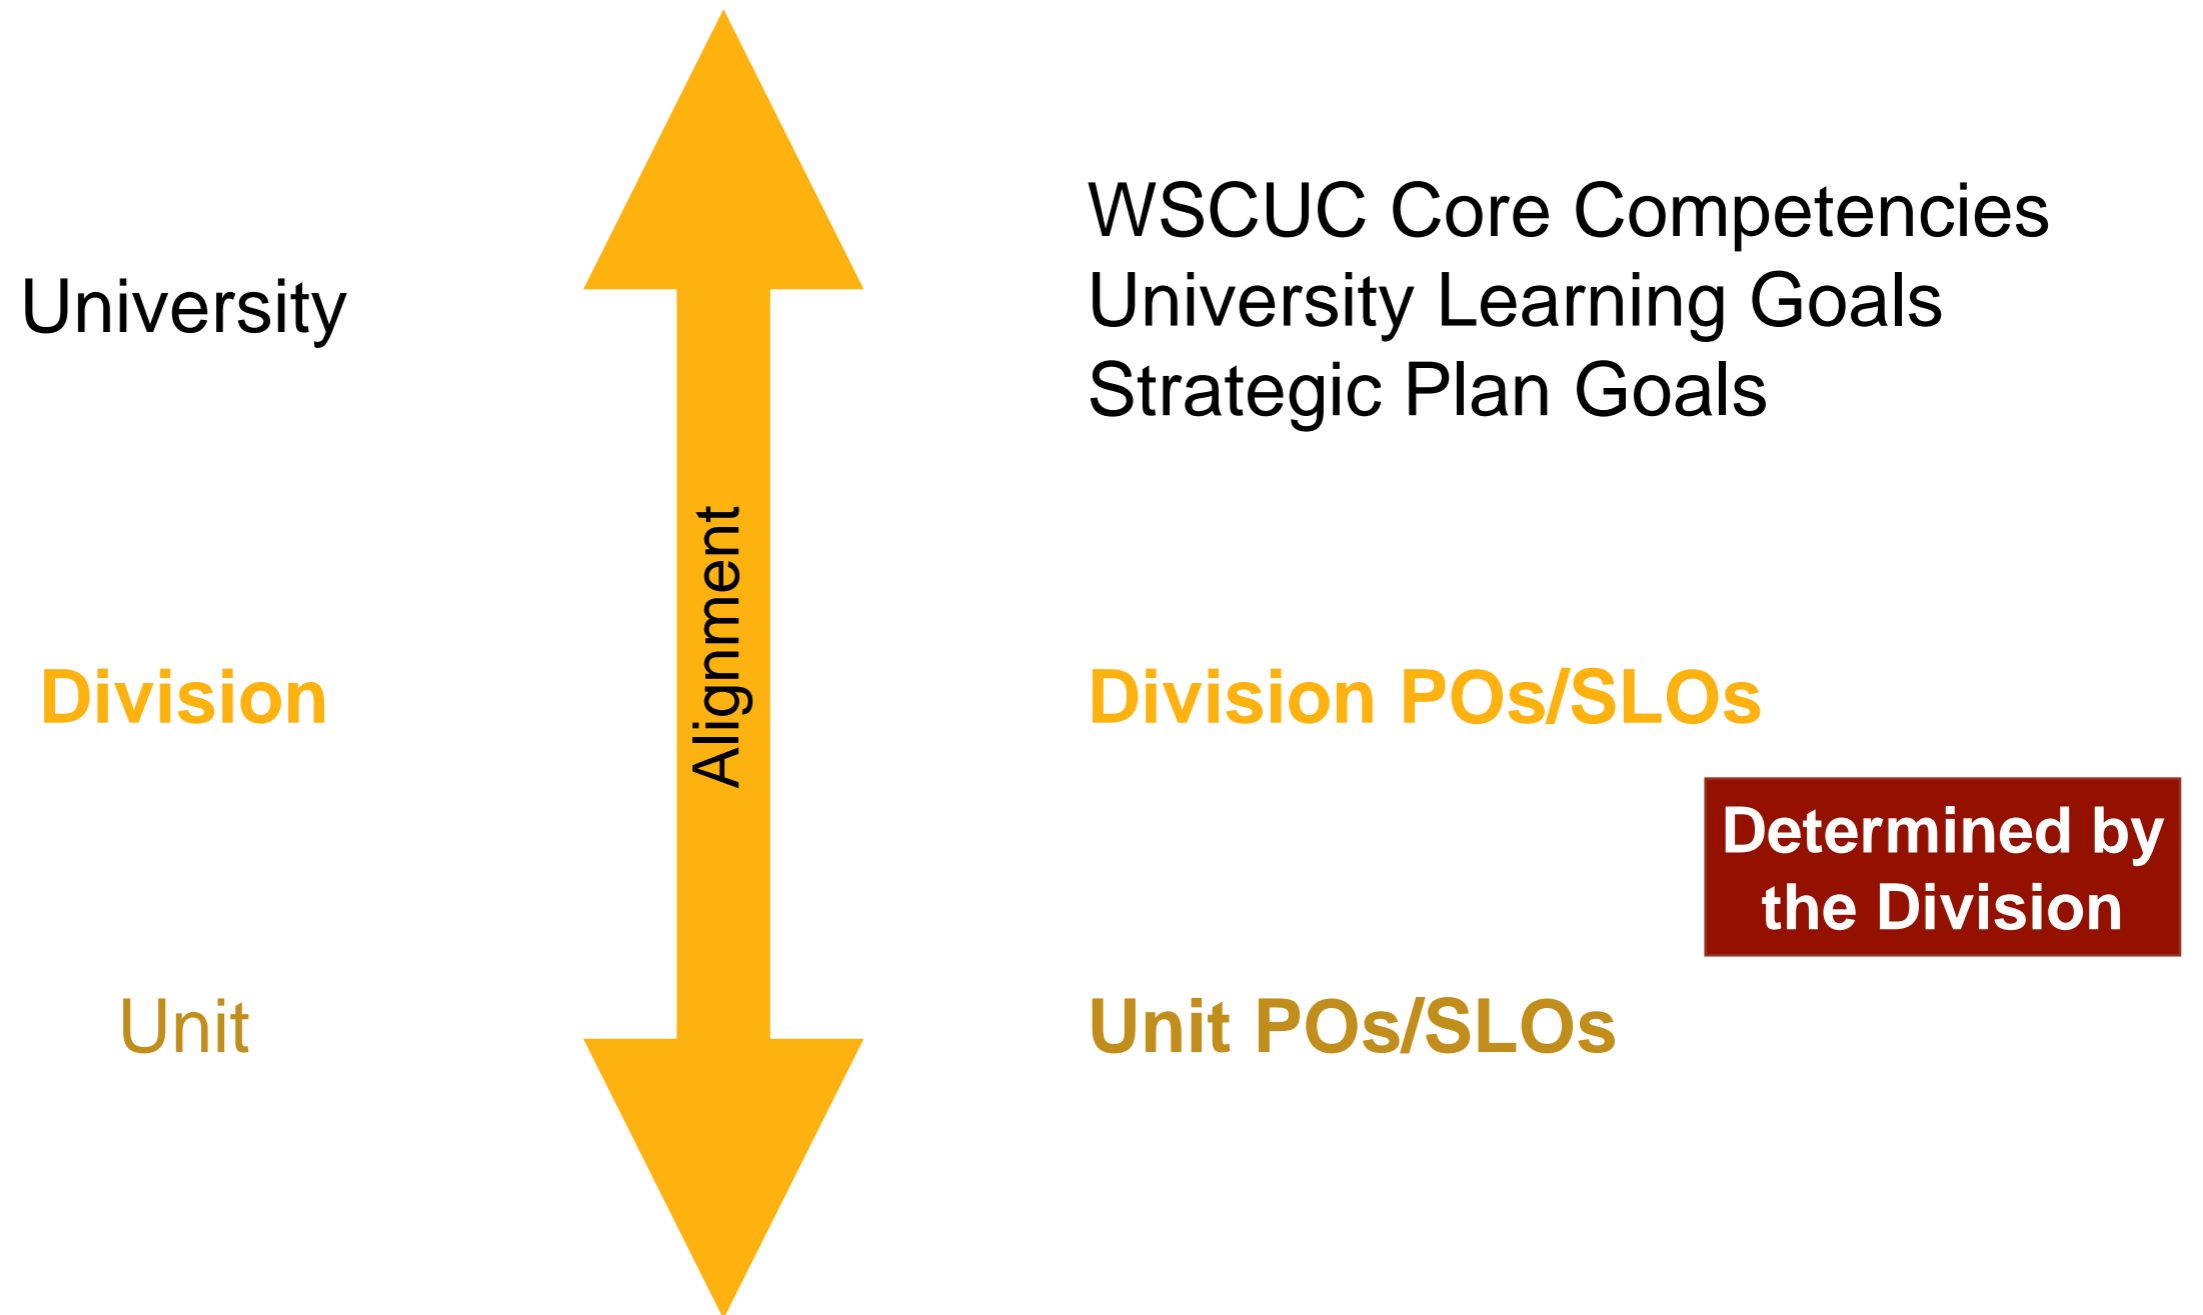 University
WSCUC Core Competencies
University Learning Goals
Strategic Plan Goals
Alignment
Division
Division POs/SLOs
Determined by
the Division
Unit
Unit POs/SLOs